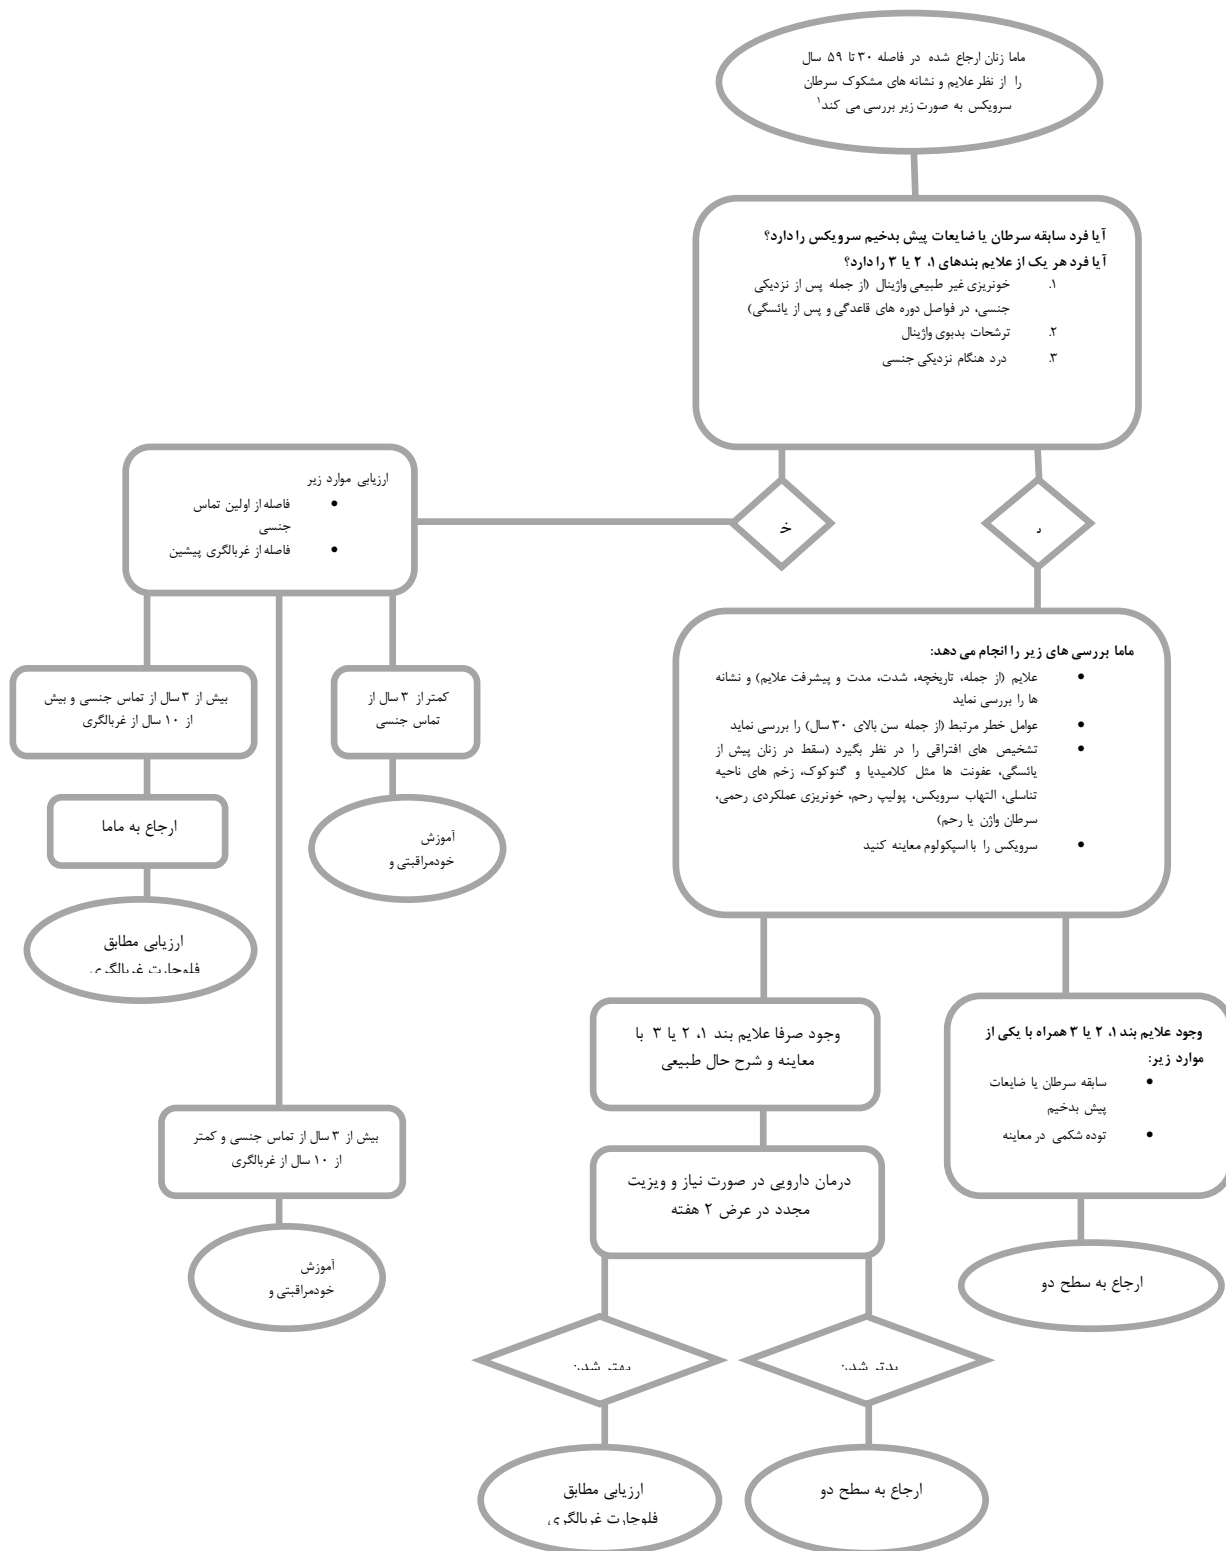 ماما زنان ارجاع شده در فاصله ۳۰ تا ۵۹ سال
را از نظر علایم و نشانه های مشکوک سرطان
سرویکس به صورت زیر بررسی می کند۱
آیا فرد سابقه سرطان یا ضایعات پیش بدخیم سرویکس را دارد؟
آیا فرد هر یک از علایم بندهای ۱، ۲ یا ۳ را دارد؟
۱. خونریزی غیر طبیعی واژینال (از جمله پس از نزدیکی
جنسی، در فواصل دوره های قاعدگی و پس از یائسگی)
۲. ترشحات بدبوی واژینال
۳. درد هنگام نزدیکی جنسی
ارزیابی موارد زیر
• فاصله از اولین تماس
جنسی
• فاصله از غربالگری پیشین
ماما بررسی های زیر را انجام می دهد:
• علایم (از جمله، تاریخچه، شدت، مدت و پیشرفت علایم) و نشانه
ها را بررسی نماید
• عوامل خطر مرتبط (از جمله سن بالای ۳۰ سال) را بررسی نماید
• تشخیص های افتراقی را در نظر بگیرد (سقط در زنان پیش از
یائسگی، عفونت ها مثل کلامیدیا و گنوکوک، زخم های ناحیه
تناسلی، التهاب سرویکس، پولیپ رحم، خونریزی عملکردی رحمی،
سرطان واژن یا رحم)
• سرویکس را با اسپکولوم معاینه کنید
کمتر از ۳ سال از
تماس جنسی
بیش از ۳ سال از تماس جنسی و بیش
از ۱۰ سال از غربالگری
ارجاع به ماما
آموزش
خودمراقبتی و
ارزیابی مطابق
فلوچارت غربالگری
وجود صرفا علایم بند ۱، ۲ یا ۳ با
معاینه و شرح حال طبیعی
وجود علایم بند ۱، ۲ یا ۳ همراه با یکی از
موارد زیر:
• سابقه سرطان یا ضایعات
پیش بدخیم
• توده شکمی در معاینه
بیش از ۳ سال از تماس جنسی و کمتر
از ۱۰ سال از غربالگری
درمان دارویی در صورت نیاز و ویزیت
مجدد در عرض ۲ هفته
آموزش
خودمراقبتی و
ارجاع به سطح دو
بدتر شدن
بهتر شدن
ارجاع به سطح دو
ارزیابی مطابق
فلوچارت غربالگری